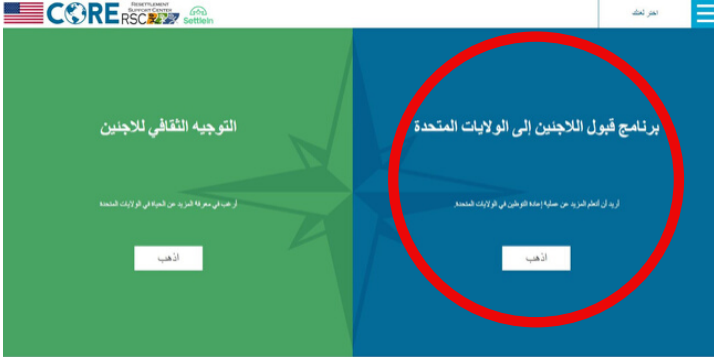 CORE
RESETTLEMENT
SUPPORT CENTER
RSC
Settlein
اختر لغتك
برنامج قبول اللاجئين إلى الولايات المتحدة
أريد أن أتعلم المزيد عن عملية إعادة التوطين في الولايات المتحدة.
اذهب
التوجيه الثقافي للاجئين
أرغب في معرفة المزيد عن الحياة في الولايات المتحدة
اذهب